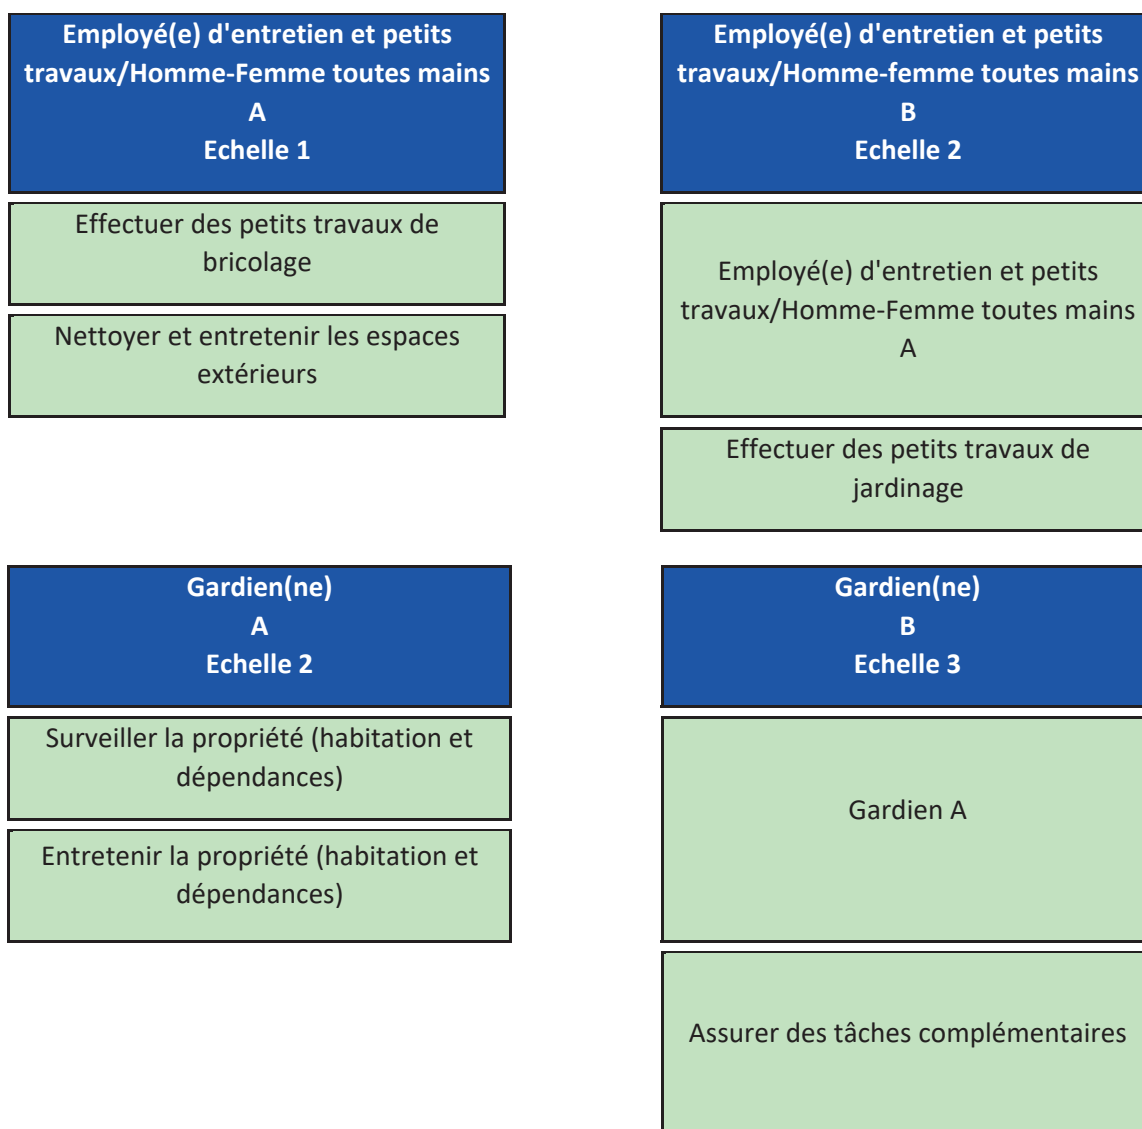 Employé(e) d'entretien et petits
travaux/Homme-Femme toutes mains
A
Echelle 1
Effectuer des petits travaux de
bricolage
Nettoyer et entretenir les espaces
extérieurs
Employé(e) d'entretien et petits
travaux/Homme-femme toutes mains
B
Echelle 2
Employé(e) d'entretien et petits
travaux/Homme-Femme toutes mains
A
Effectuer des petits travaux de
jardinage
Gardien(ne)
A
Echelle 2
Surveiller la propriété (habitation et
dépendances)
Entretenir la propriété (habitation et
dépendances)
Gardien(ne)
B
Echelle 3
Gardien A
Assurer des tâches complémentaires